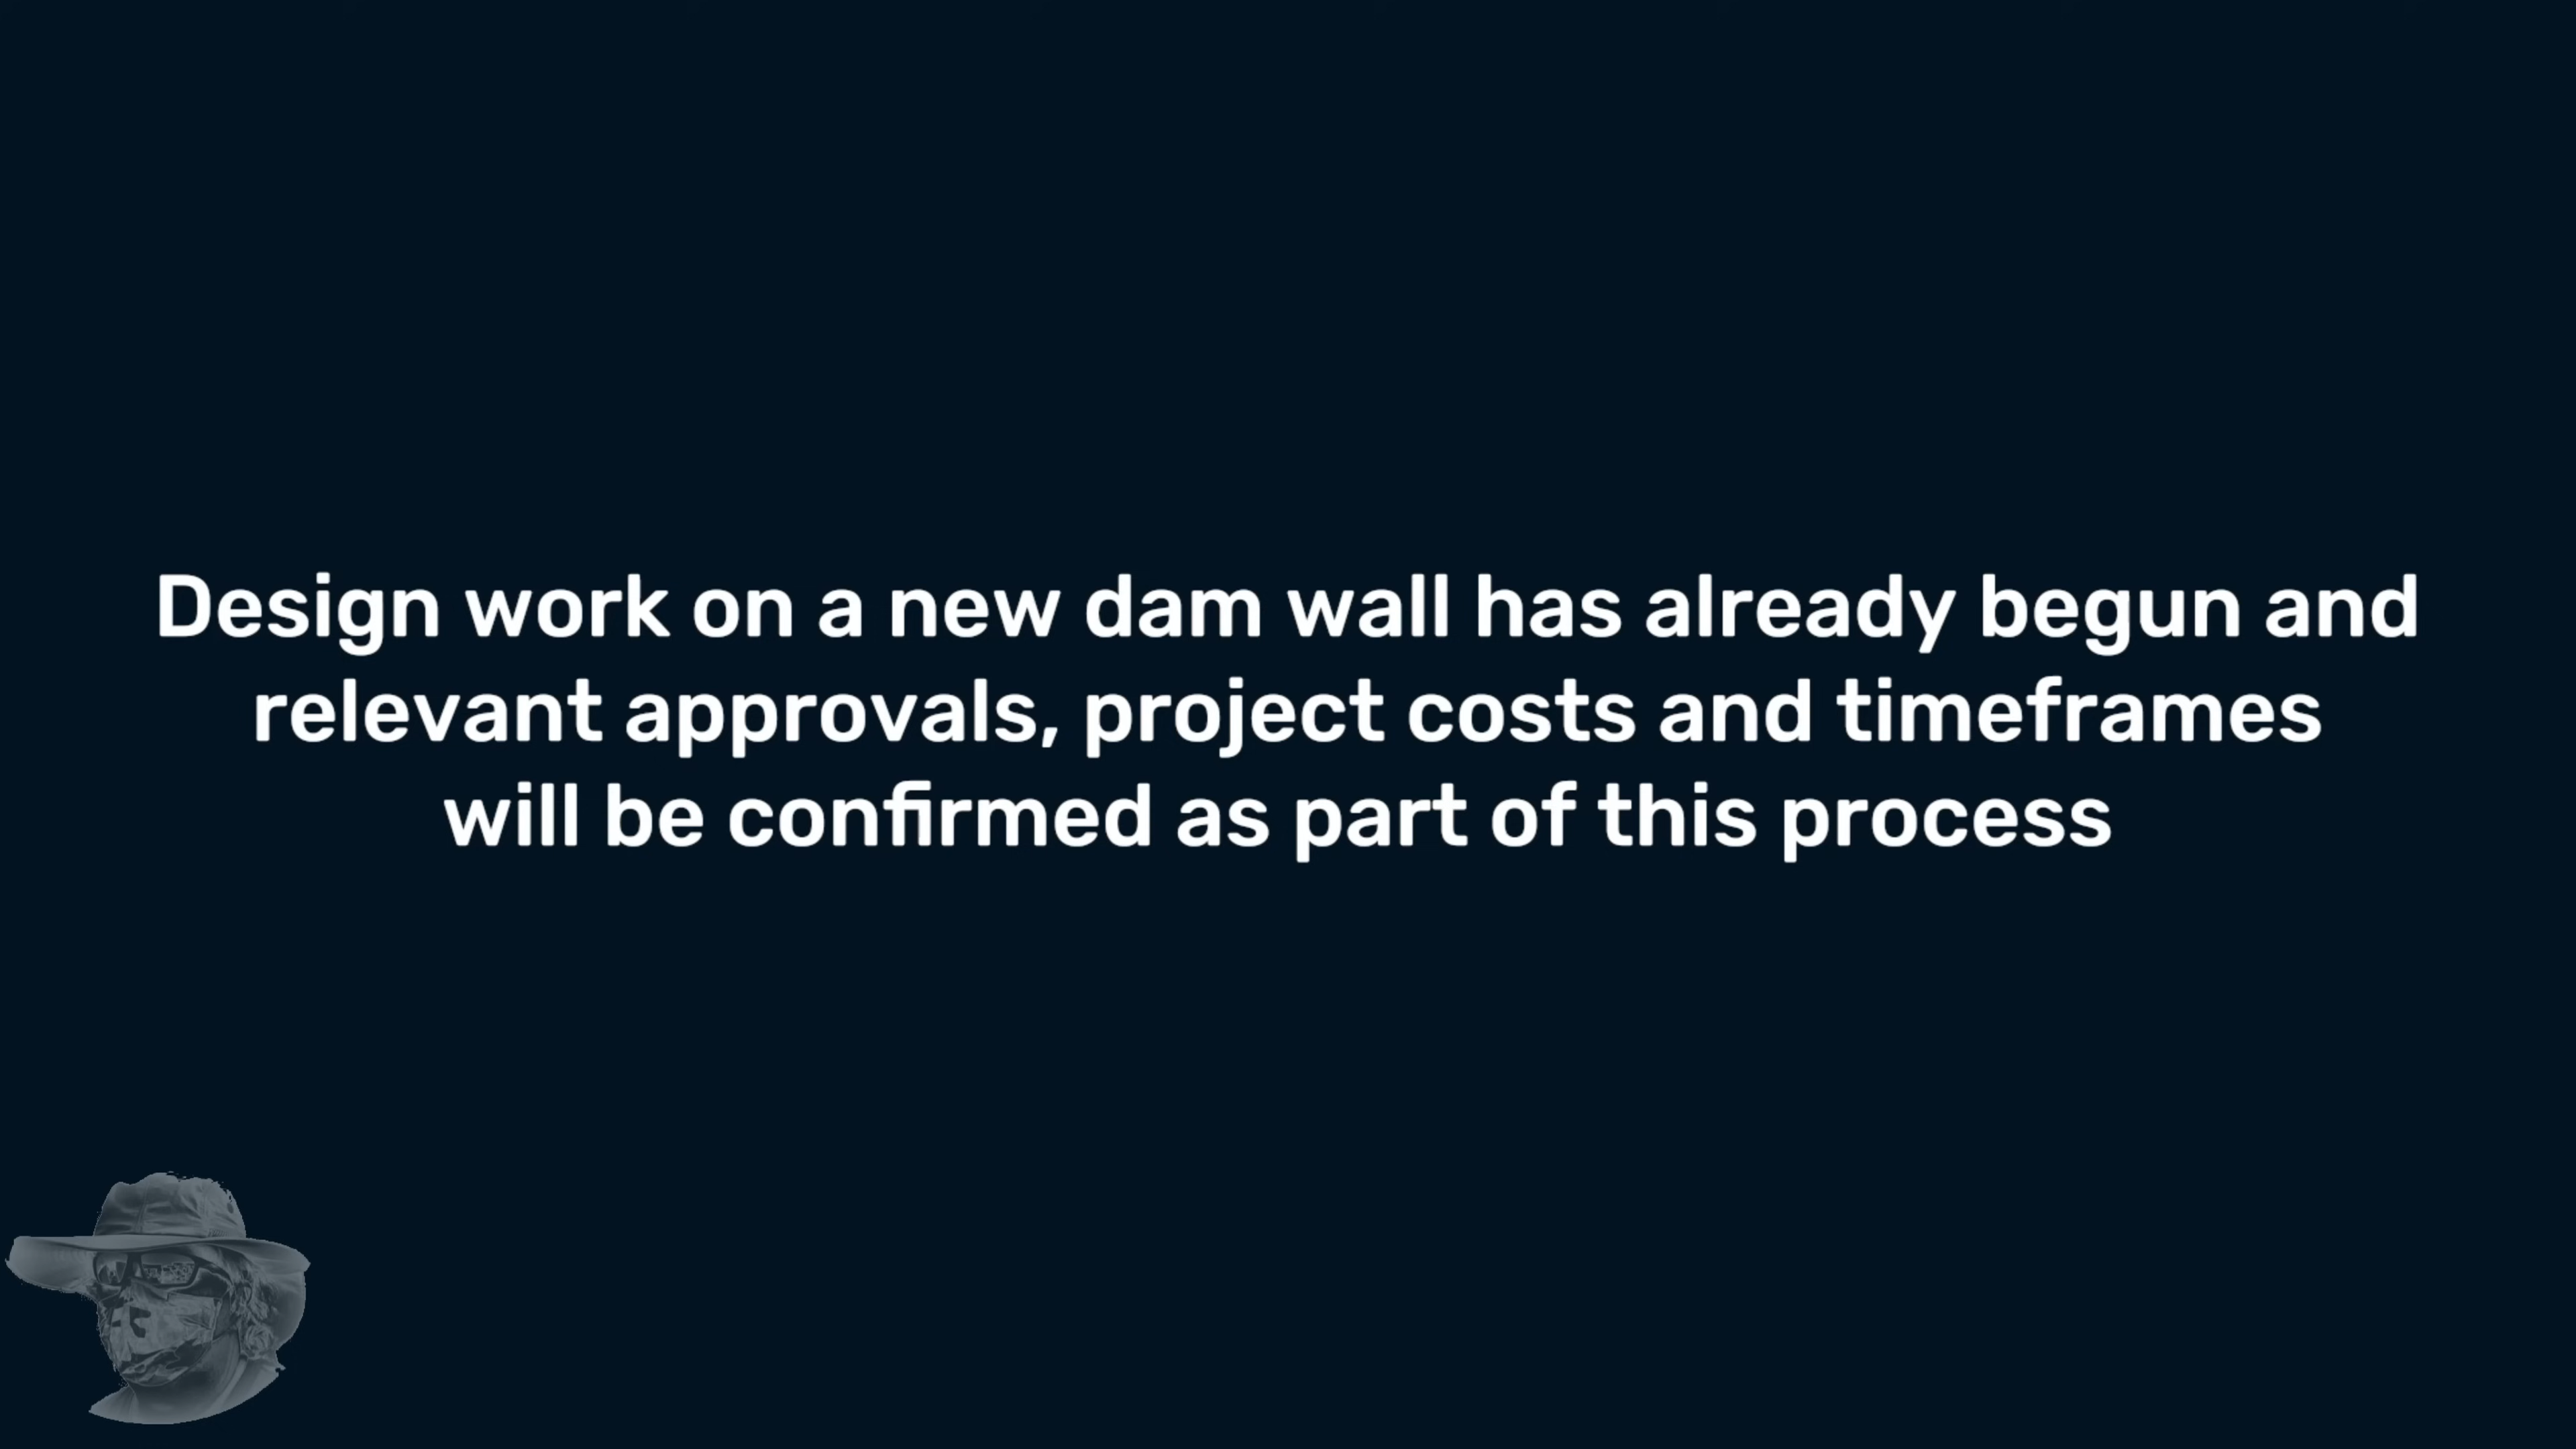 Design work on a new dam wall has already begun and
relevant approvals, project costs and timeframes
will be confirmed as part of this process